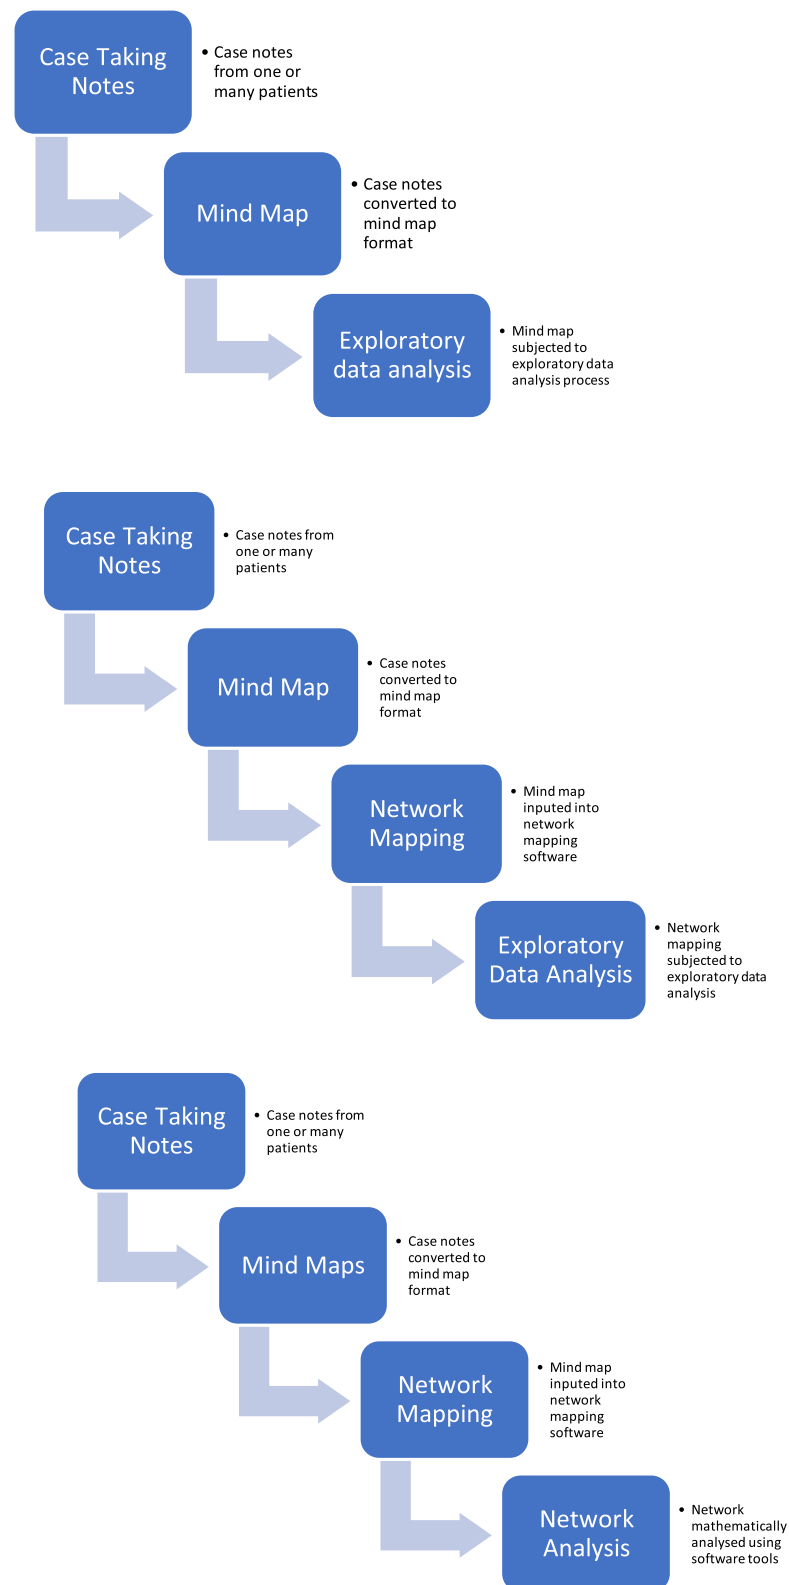 Case Taking
Notes
• Case notes
from one or
many patients
Mind Map
• Case notes
converted to
mind map
format
Exploratory
data analysis
• Mind map
subjected to
exploratory data
analysis process
Case Taking
Notes
• Case notes from
one or many
patients
Mind Map
• Case notes
converted to
mind map
format
Network
Mapping
• Mind map
inputed into
network
mapping
software
Exploratory
Data Analysis
• Network
mapping
subjected to
exploratory data
analysis
Case Taking
Notes
• Case notes from
one or many
patients
Mind Maps
• Case notes
converted to
mind map
format
Network
Mapping
• Mind map
inputed into
network
mapping
software
Network
Analysis
• Network
mathematically
analysed using
software tools